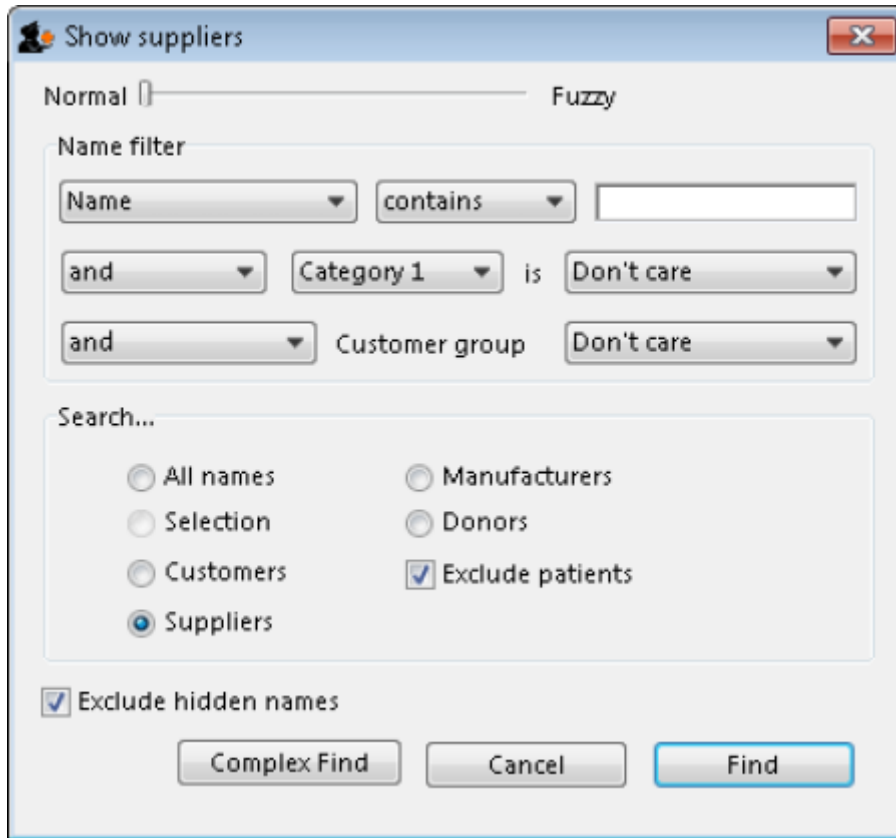 Show suppliers
Normal Fuzzy
Name filter
Name contains
and Category 1 is Don't care
and Customer group Don't care
Search...
All names Manufacturers
Selection Donors
Customers Exclude patients
Suppliers
Exclude hidden names
Complex Find Cancel Find